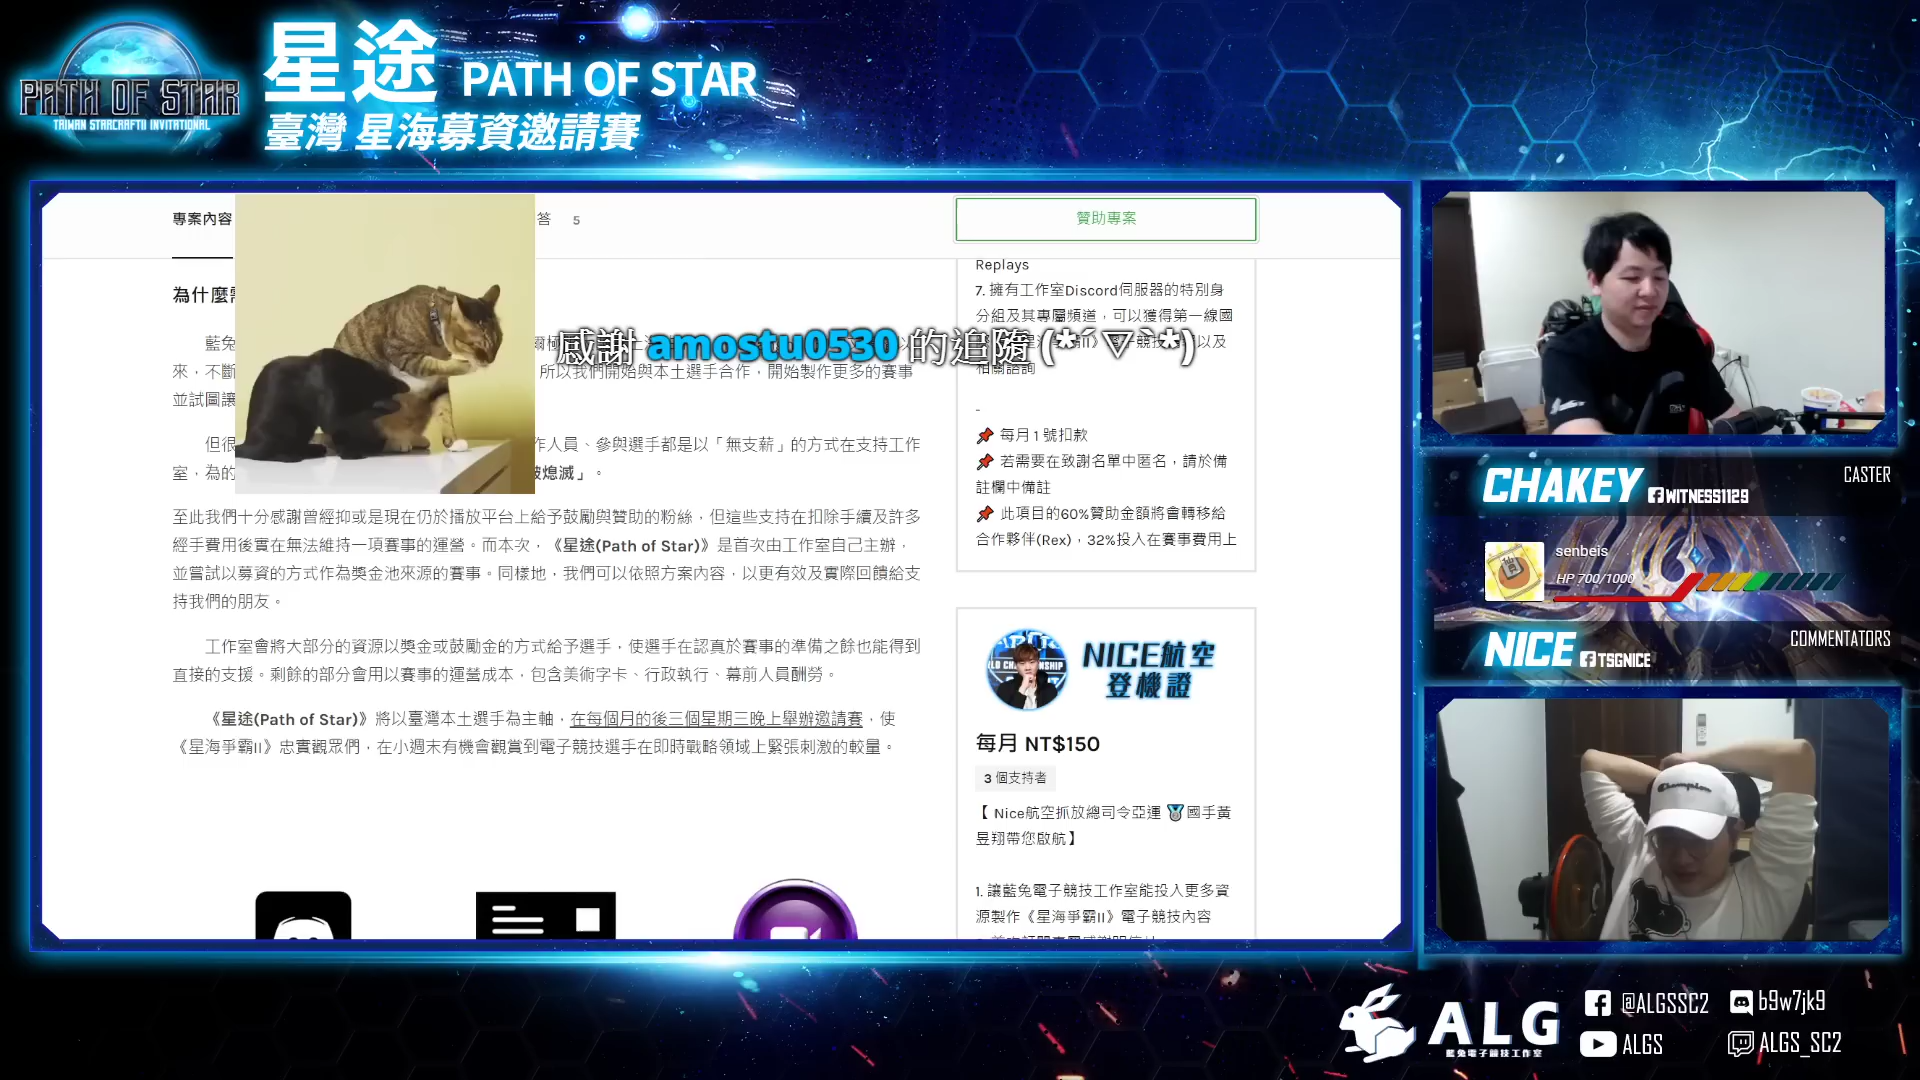 PATH OF STAR
TAIWAN STARCRAFTII INVITATIONAL
星途 PATH OF STAR
臺灣 星海募資邀請賽
專案內容
答 5
贊助專案
為什麼
藍兔
來，不斷
所以我們開始與本土選手合作，開始製作更多的賽事
並試圖讓
但很
作人員、參與選手都是以「無支薪」的方式在支持工作
室，為的
熄滅」。
至此我們十分感謝曾經抑或是現在仍於播放平台上給予鼓勵與贊助的粉絲，但這些支持在扣除手續及許多
經手費用後實在無法維持一項賽事的運營。而本次，《星途(Path of Star)》是首次由工作室自己主辦，
並嘗試以募資的方式作為獎金池來源的賽事。同樣地，我們可以依照方案內容，以更有效及實際回饋給支
持我們的朋友。
工作室會將大部分的資源以獎金或鼓勵金的方式給予選手，使選手在認真於賽事的準備之餘也能得到
直接的支援。剩餘的部分會用以賽事的運營成本，包含美術字卡、行政執行、幕前人員酬勞。
《星途(Path of Star)》將以臺灣本土選手為主軸，在每個月的後三個星期三晚上舉辦邀請賽，使
《星海爭霸II》忠實觀眾們，在小週末有機會觀賞到電子競技選手在即時戰略領域上緊張刺激的較量。
感謝 amostu0530 的追隨 (*´▽`*)
Replays
7. 擁有工作室Discord伺服器的特別身
分組及其專屬頻道，可以獲得第一線國
相關諮詢
-
📌 每月 1 號扣款
📌 若需要在致謝名單中匿名，請於備
註欄中備註
📌 此項目的60%贊助金額將會轉移給
合作夥伴(Rex)，32%投入在賽事費用上
NICE航空
登機證
每月 NT$150
3 個支持者
【 Nice航空抓放總司令亞運 🏅國手黃
昱翔帶您啟航】
1. 讓藍兔電子競技工作室能投入更多資
源製作《星海爭霸II》電子競技內容
CHAKEY WITNESS1129
CASTER
senbeis
HP 700/1000
NICE TSGNICE
COMMENTATORS
Champion
ALG
藍兔電子競技工作室
@ALGSSC2
b9w7jk9
ALGS
ALGS_SC2